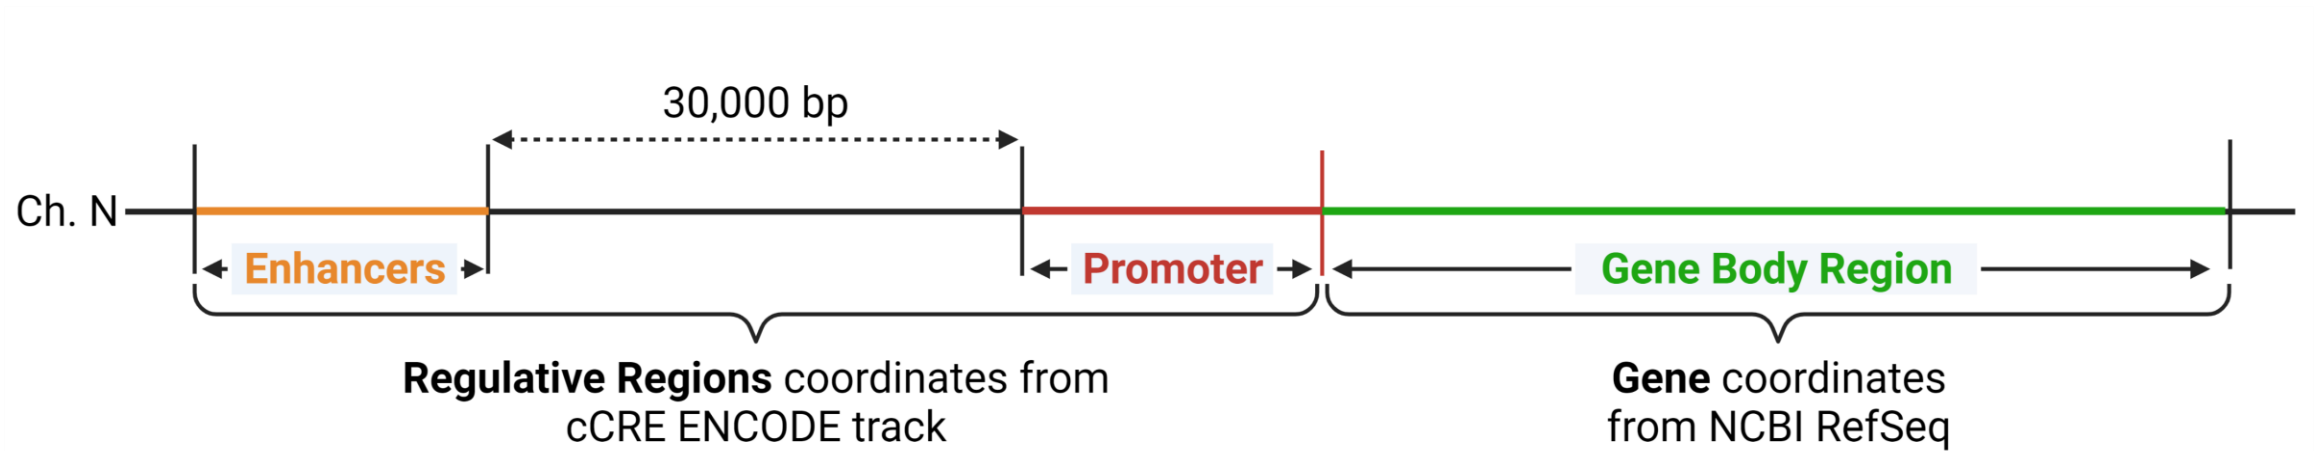 30,000 bp
Ch. N
Enhancers
Promoter
Gene Body Region
Regulative Regions coordinates from
cCRE ENCODE track
Gene coordinates
from NCBI RefSeq